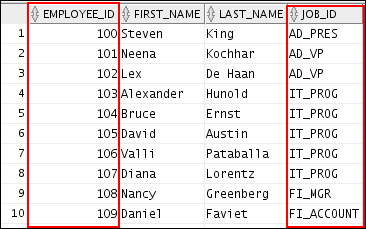 EMPLOYEE_ID FIRST_NAME LAST_NAME JOB_ID
1 100 Steven King AD_PRES
2 101 Neena Kochhar AD_VP
3 102 Lex De Haan AD_VP
4 103 Alexander Hunold IT_PROG
5 104 Bruce Ernst IT_PROG
6 105 David Austin IT_PROG
7 106 Valli Pataballa IT_PROG
8 107 Diana Lorentz IT_PROG
9 108 Nancy Greenberg FI_MGR
10 109 Daniel Faviet FI_ACCOUNT